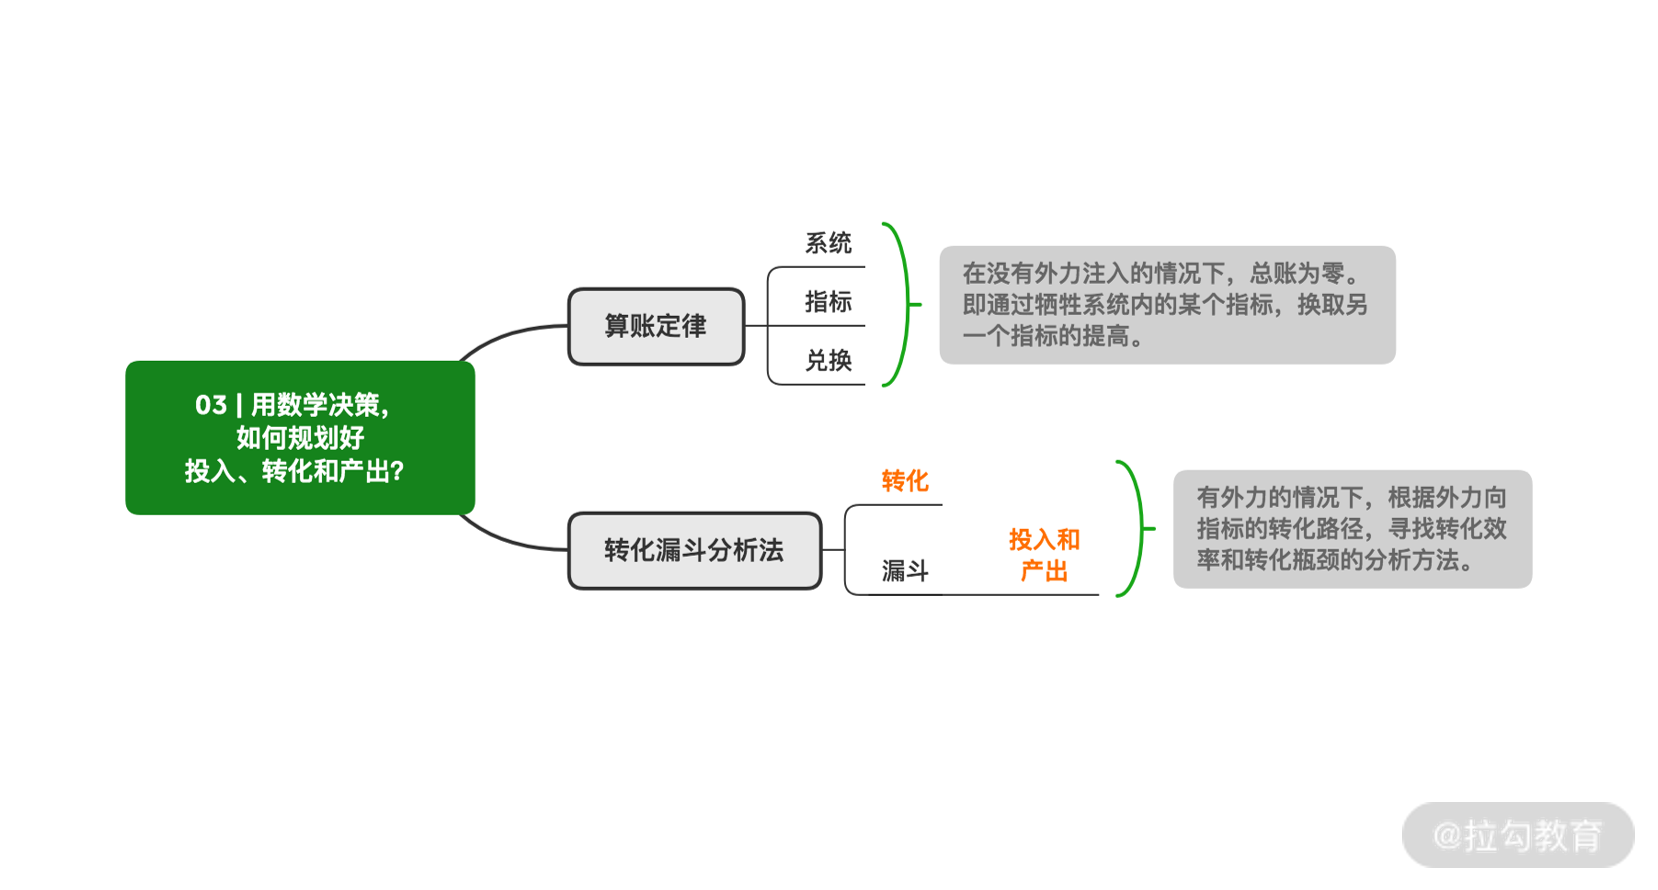 03 | 用数学决策，
如何规划好
投入、转化和产出？
算账定律
系统
指标
兑换
在没有外力注入的情况下，总账为零。
即通过牺牲系统内的某个指标，换取另
一个指标的提高。
转化漏斗分析法
转化
漏斗
投入和
产出
有外力的情况下，根据外力向
指标的转化路径，寻找转化效
率和转化瓶颈的分析方法。
@拉勾教育